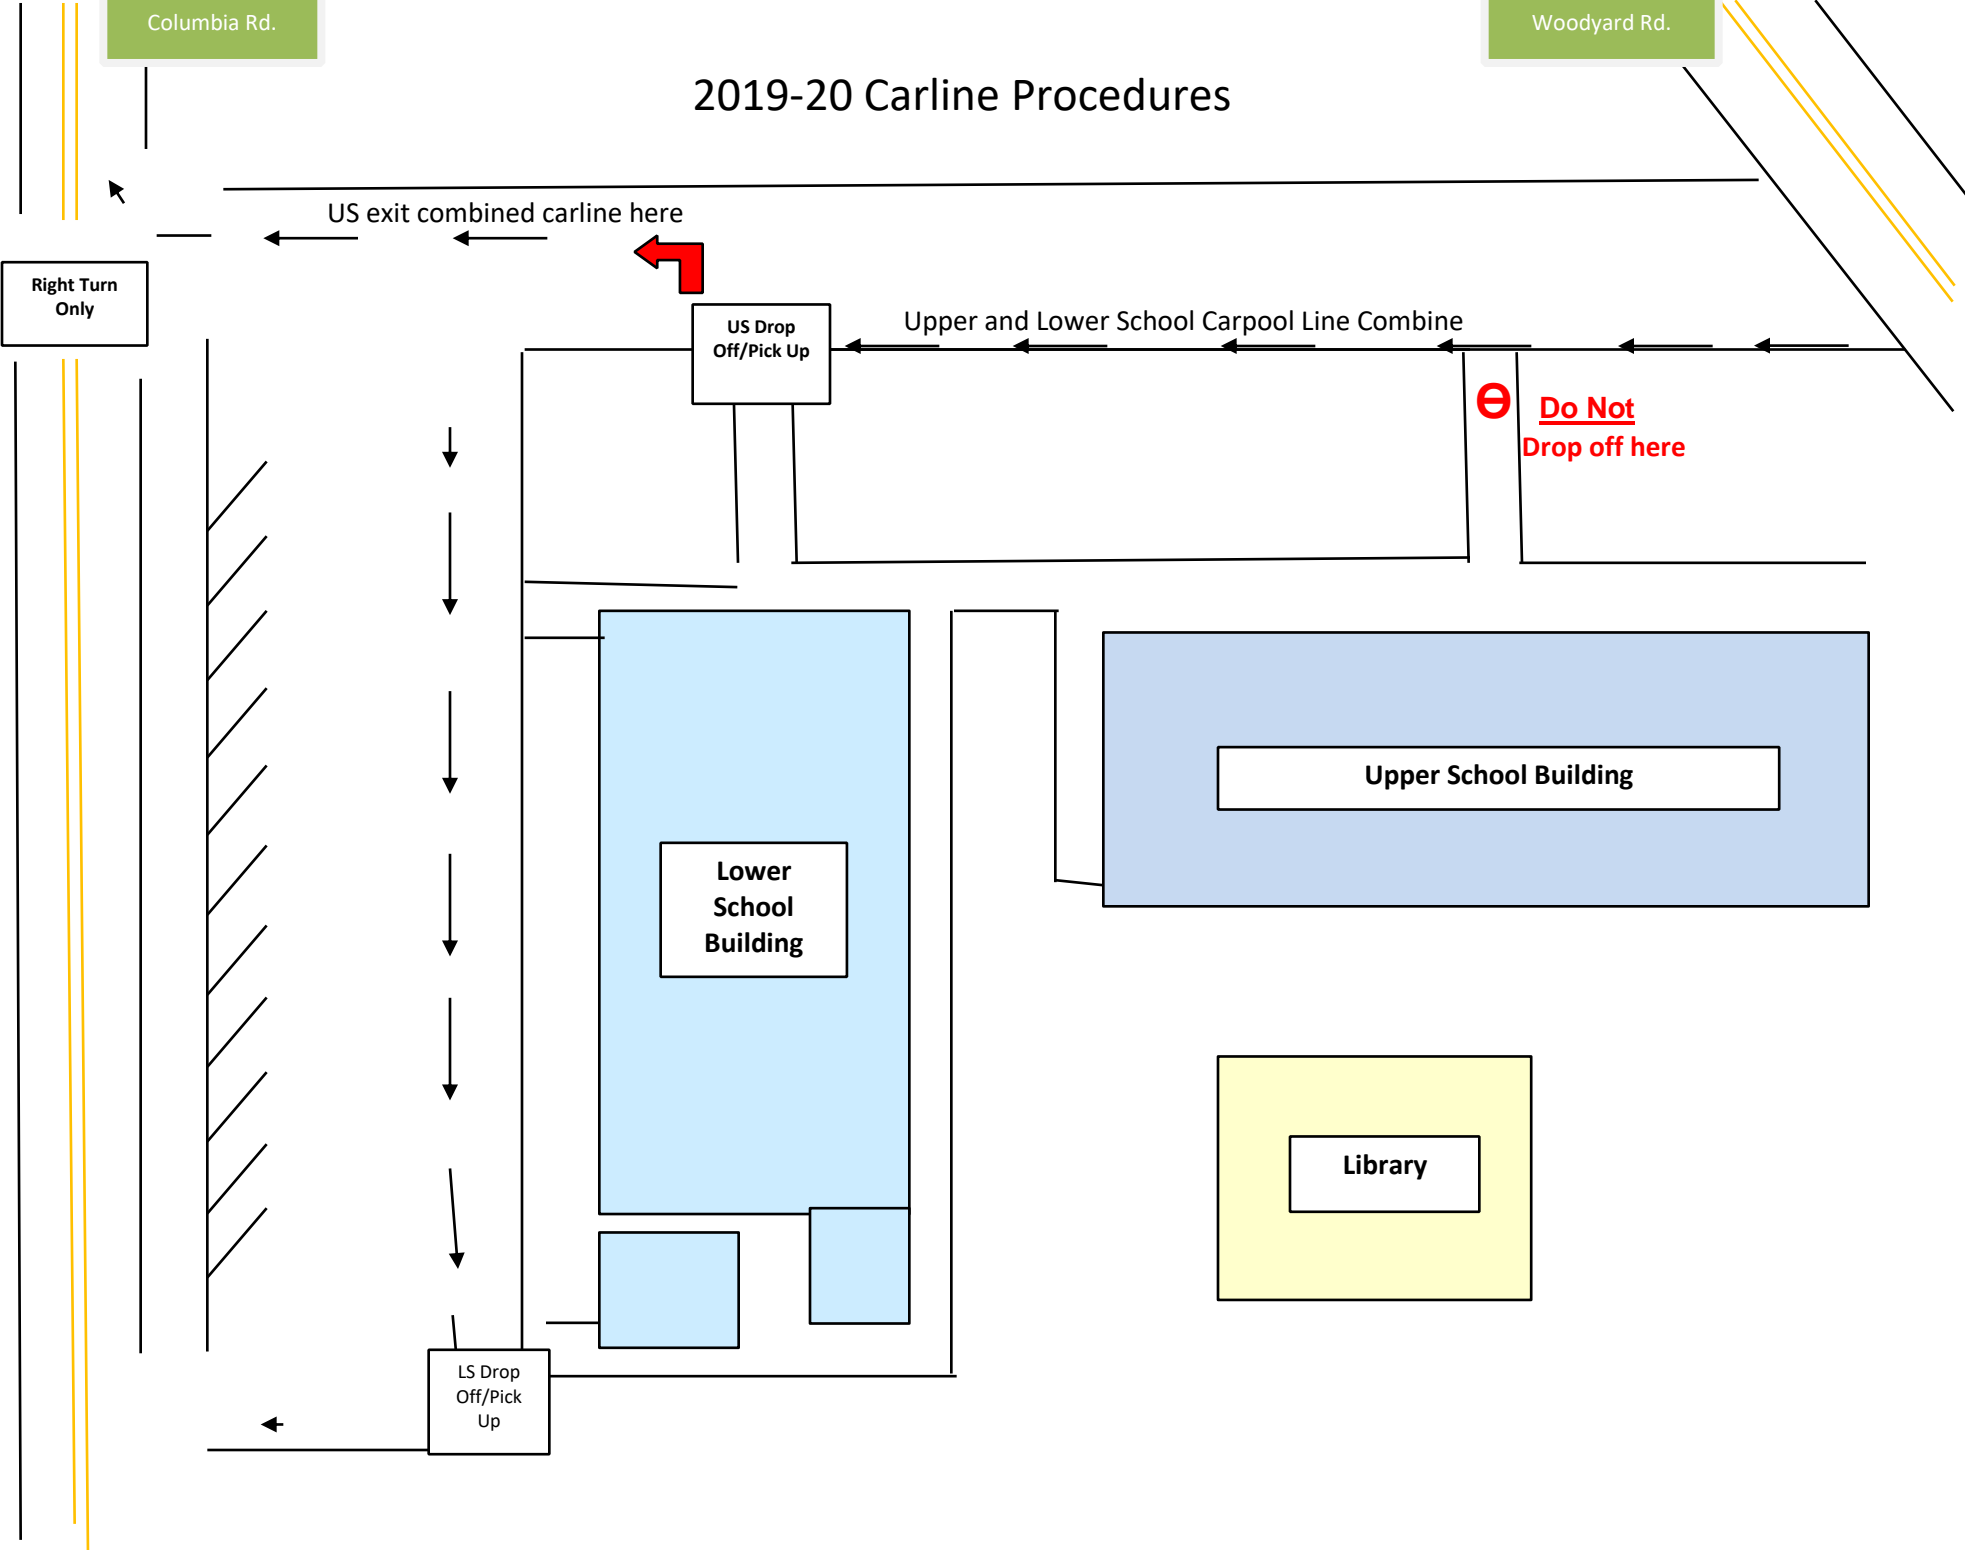 Columbia Rd.
Woodyard Rd.
2019-20 Carline Procedures
US exit combined carline here
Right Turn
Only
US Drop
Off/Pick Up
Upper and Lower School Carpool Line Combine
Do Not
Drop off here
Upper School Building
Lower
School
Building
Library
LS Drop
Off/Pick
Up